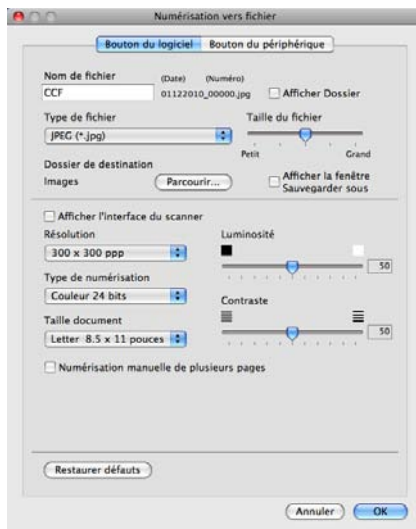 Numérisation vers fichier
Bouton du logiciel Bouton du périphérique
Nom de fichier (Date) (Numéro)
CCF 01122010_00000.jpg Afficher Dossier
Type de fichier Taille du fichier
JPEG (*.jpg)
Petit Grand
Dossier de destination
Images Parcourir... Afficher la fenêtre
Sauvegarder sous
Afficher l'interface du scanner
Résolution Luminosité
300 x 300 ppp
50
Type de numérisation
Couleur 24 bits
Contraste
Taille document
50
Letter 8.5 x 11 pouces
Numérisation manuelle de plusieurs pages
Restaurer défauts
Annuler OK